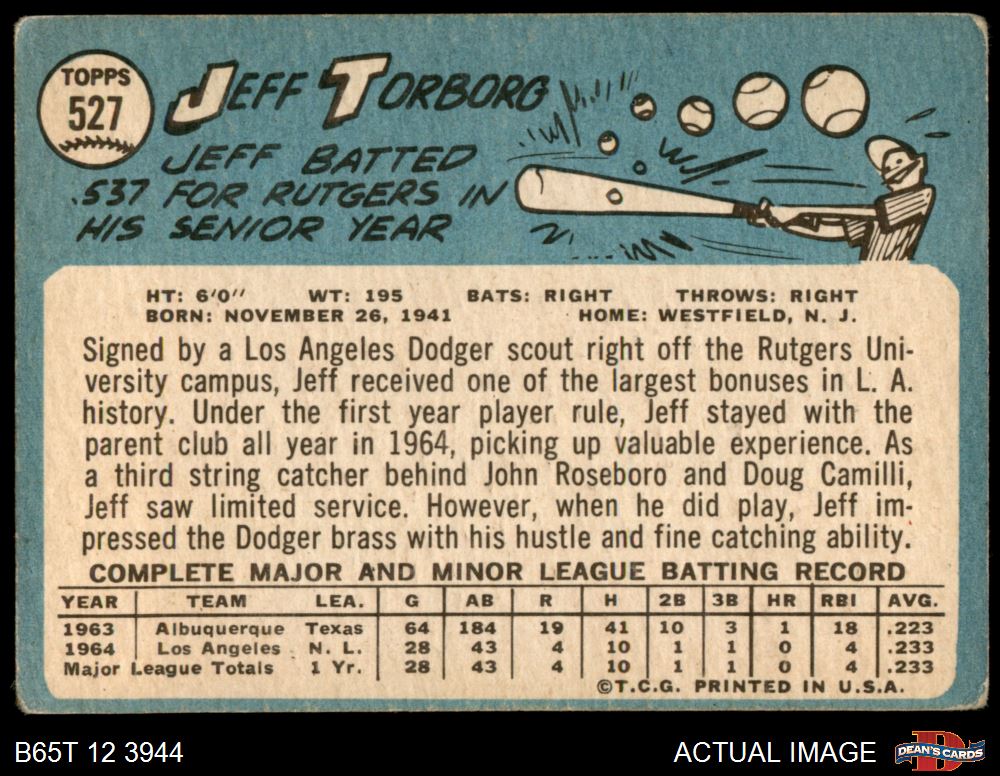 TOPPS
527
JEFF TORBORG
JEFF BATTED
.537 FOR RUTGERS IN
HIS SENIOR YEAR
HT: 6'0" WT: 195 BATS: RIGHT THROWS: RIGHT
BORN: NOVEMBER 26, 1941 HOME: WESTFIELD, N. J.
Signed by a Los Angeles Dodger scout right off the Rutgers Uni-
versity campus, Jeff received one of the largest bonuses in L. A.
history. Under the first year player rule, Jeff stayed with the
parent club all year in 1964, picking up valuable experience. As
a third string catcher behind John Roseboro and Doug Camilli,
Jeff saw limited service. However, when he did play, Jeff im-
pressed the Dodger brass with his hustle and fine catching ability.
COMPLETE MAJOR AND MINOR LEAGUE BATTING RECORD
YEAR TEAM LEA. G AB R H 2B 3B HR RBI AVG.
1963 Albuquerque Texas 64 184 19 41 10 3 1 18 .223
1964 Los Angeles N. L. 28 43 4 10 1 1 0 4 .233
Major League Totals 1 Yr. 28 43 4 10 1 1 0 4 .233
©T.C.G. PRINTED IN U.S.A.
B65T 12 3944 ACTUAL IMAGE DEAN'S CARDS